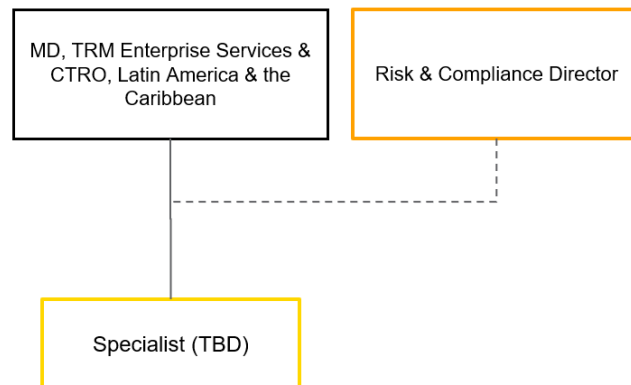 MD, TRM Enterprise Services &
CTRO, Latin America & the
Caribbean
Risk & Compliance Director
Specialist (TBD)